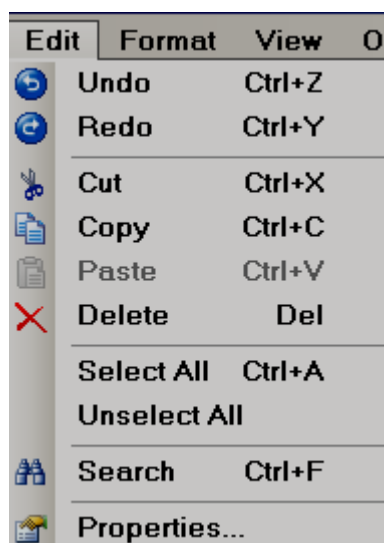 Edit Format View O
Undo Ctrl+Z
Redo Ctrl+Y
Cut Ctrl+X
Copy Ctrl+C
Paste Ctrl+V
Delete Del
Select All Ctrl+A
Unselect All
Search Ctrl+F
Properties...